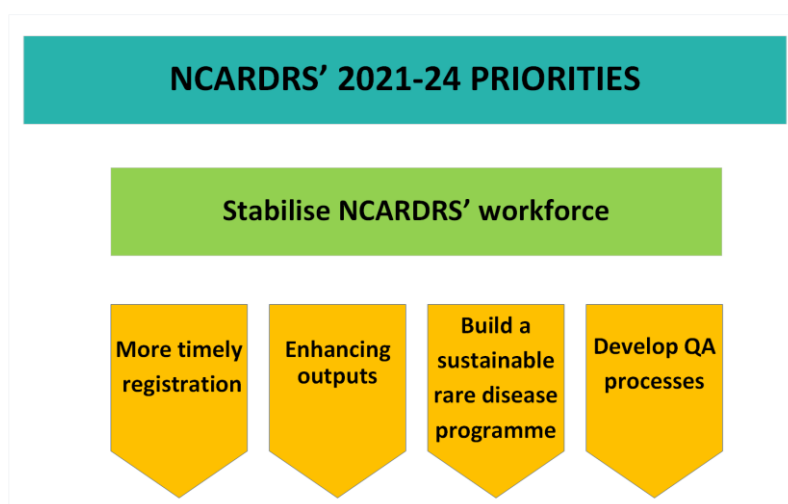 NCARDRS’ 2021-24 PRIORITIES
Stabilise NCARDRS’ workforce
More timely
registration
Enhancing
outputs
Build a
sustainable
rare disease
programme
Develop QA
processes